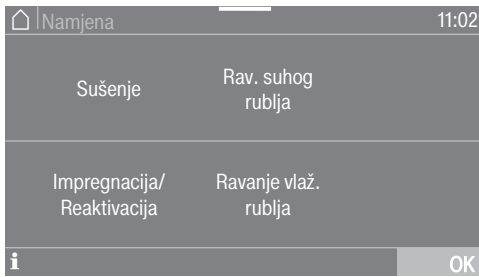 Namjena 11:02
Sušenje
Rav. suhog
rublja
Impregnacija/
Reaktivacija
Ravanje vlaž.
rublja
i OK